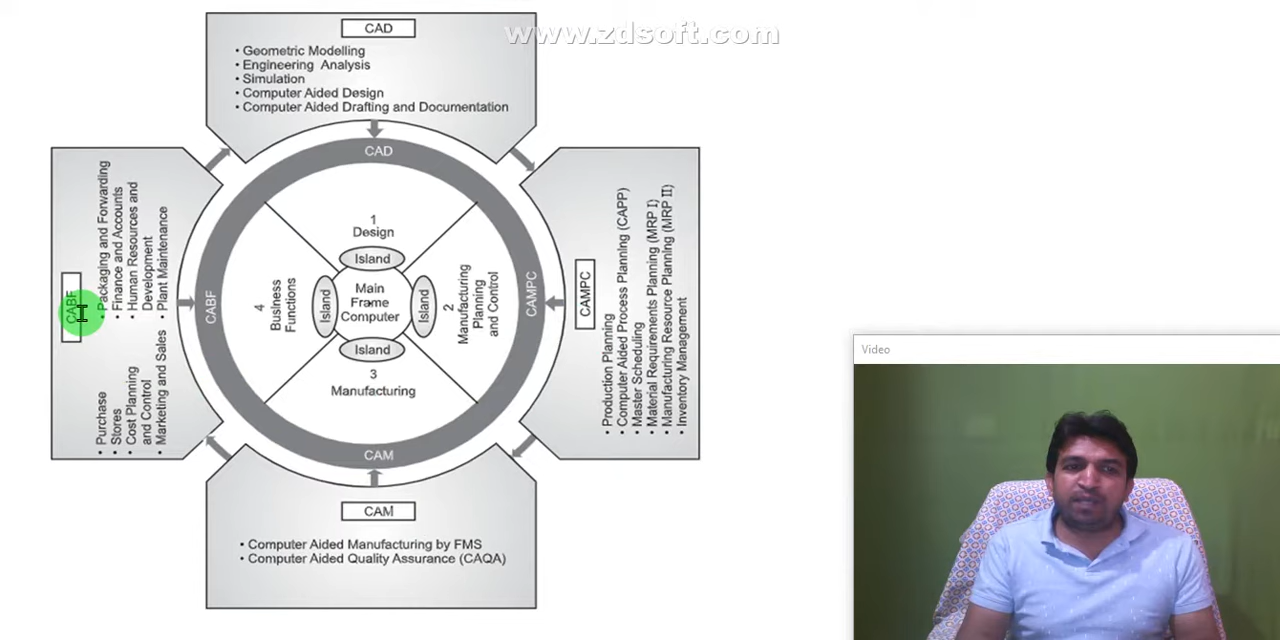 www.zdsoft.com
CAD
• Geometric Modelling
• Engineering Analysis
• Simulation
• Computer Aided Design
• Computer Aided Drafting and Documentation
CAD
CABF
• Packaging and Forwarding
• Finance and Accounts
• Human Resources and
Development
• Plant Maintenance
• Purchase
• Stores
• Cost Planning
and Control
• Marketing and Sales
CABF
1
Design
Island
4
Business
Functions
Island
Main
Frame
Computer
Island
2
Manufacturing
Planning
and Control
Island
3
Manufacturing
CAMPC
CAMPC
• Production Planning
• Computer Aided Process Planning (CAPP)
• Master Scheduling
• Material Requirements Planning (MRP I)
• Manufacturing Resource Planning (MRP II)
• Inventory Management
CAM
CAM
• Computer Aided Manufacturing by FMS
• Computer Aided Quality Assurance (CAQA)
Video